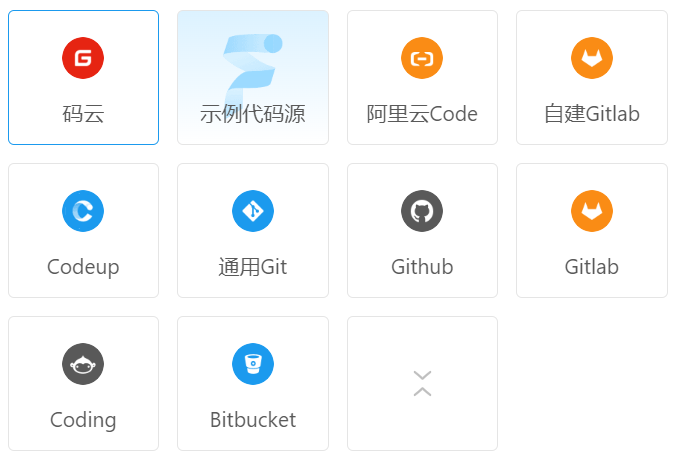 码云
示例代码源
阿里云Code
自建Gitlab
Codeup
通用Git
Github
Gitlab
Coding
Bitbucket